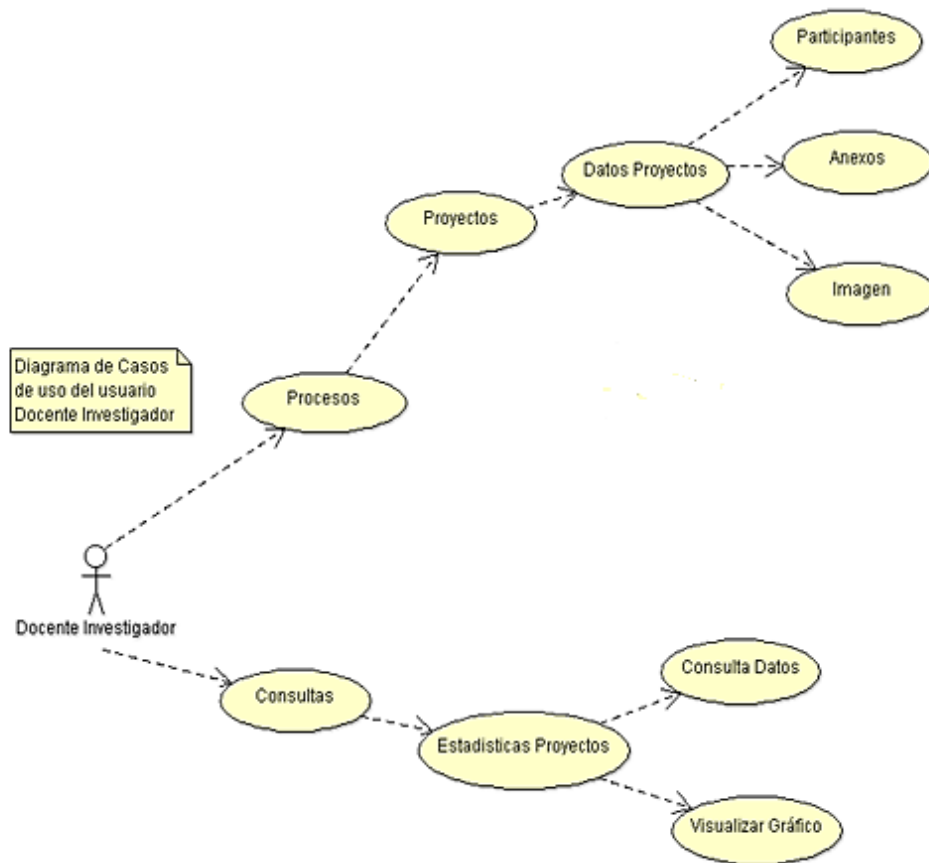 Participantes
Datos Proyectos
Anexos
Proyectos
Imagen
Diagrama de Casos
de uso del usuario
Docente Investigador
Procesos
Docente Investigador
Consultas
Consulta Datos
Estadisticas Proyectos
Visualizar Gráfico